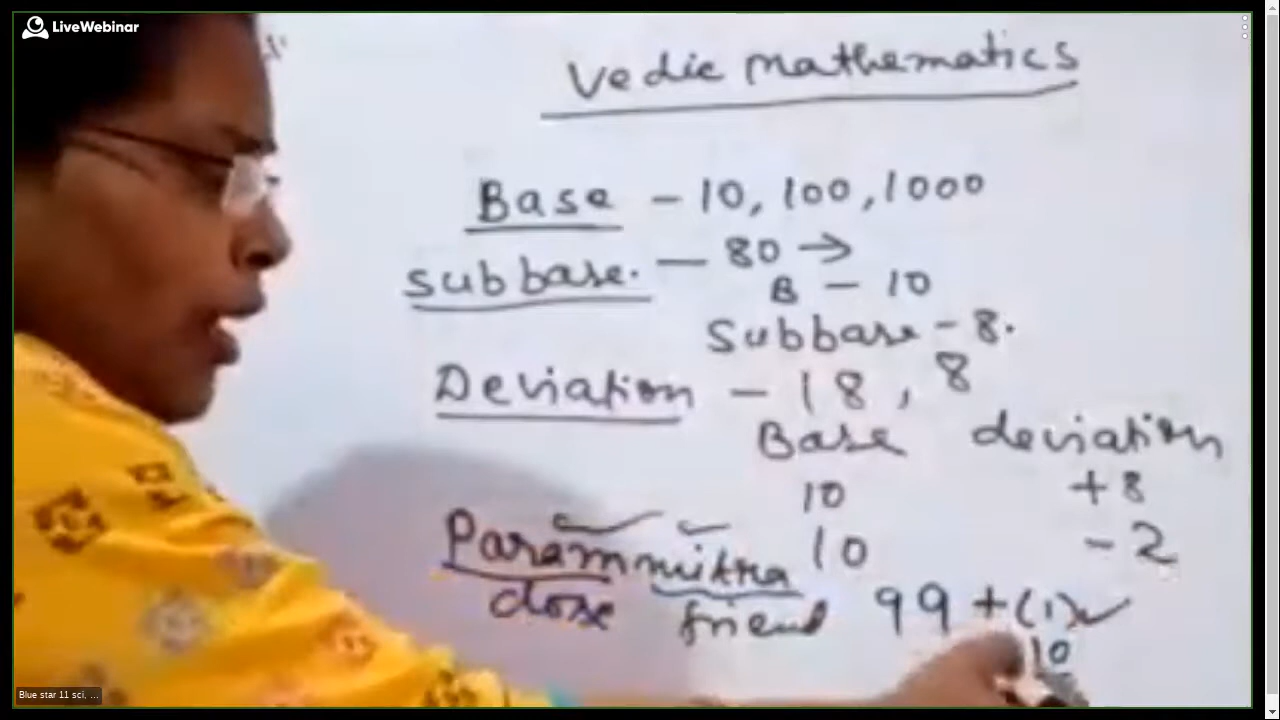 LiveWebinar
Vedic mathematics
Base - 10, 100, 1000
Subbase. - 80 →
B - 10
Subbase - 8.
Deviation - 18, 8
Base deviation
10 +8
10 -2
Parammitra
close friend 99 + (1)
10
Blue star 11 sci, ...